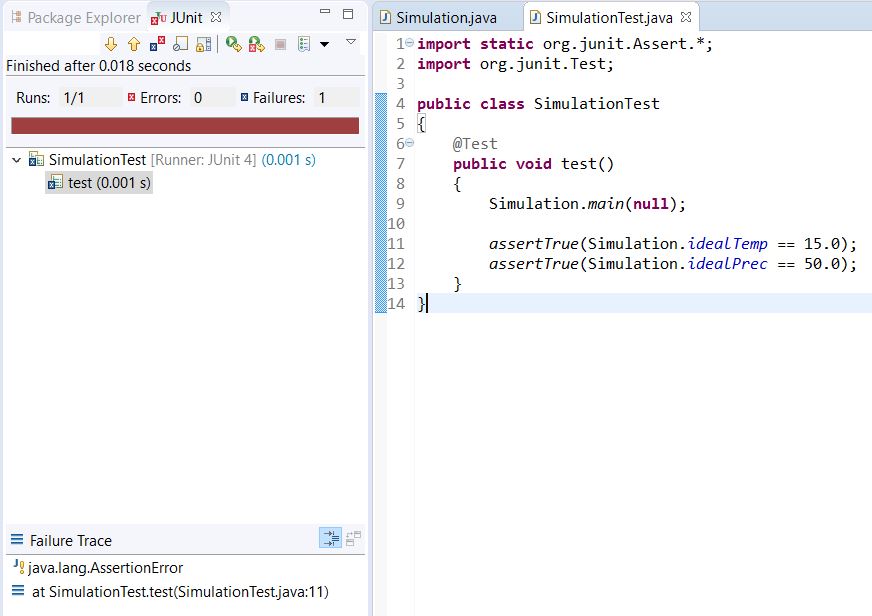 Package Explorer JUnit
Finished after 0.018 seconds
Runs: 1/1 Errors: 0 Failures: 1
SimulationTest [Runner: JUnit 4] (0.001 s)
test (0.001 s)
Failure Trace
java.lang.AssertionError
at SimulationTest.test(SimulationTest.java:11)
Simulation.java SimulationTest.java
1 import static org.junit.Assert.*;
2 import org.junit.Test;
3
4 public class SimulationTest
5 {
6 @Test
7 public void test()
8 {
9 Simulation.main(null);
10
11 assertTrue(Simulation.idealTemp == 15.0);
12 assertTrue(Simulation.idealPrec == 50.0);
13 }
14 }